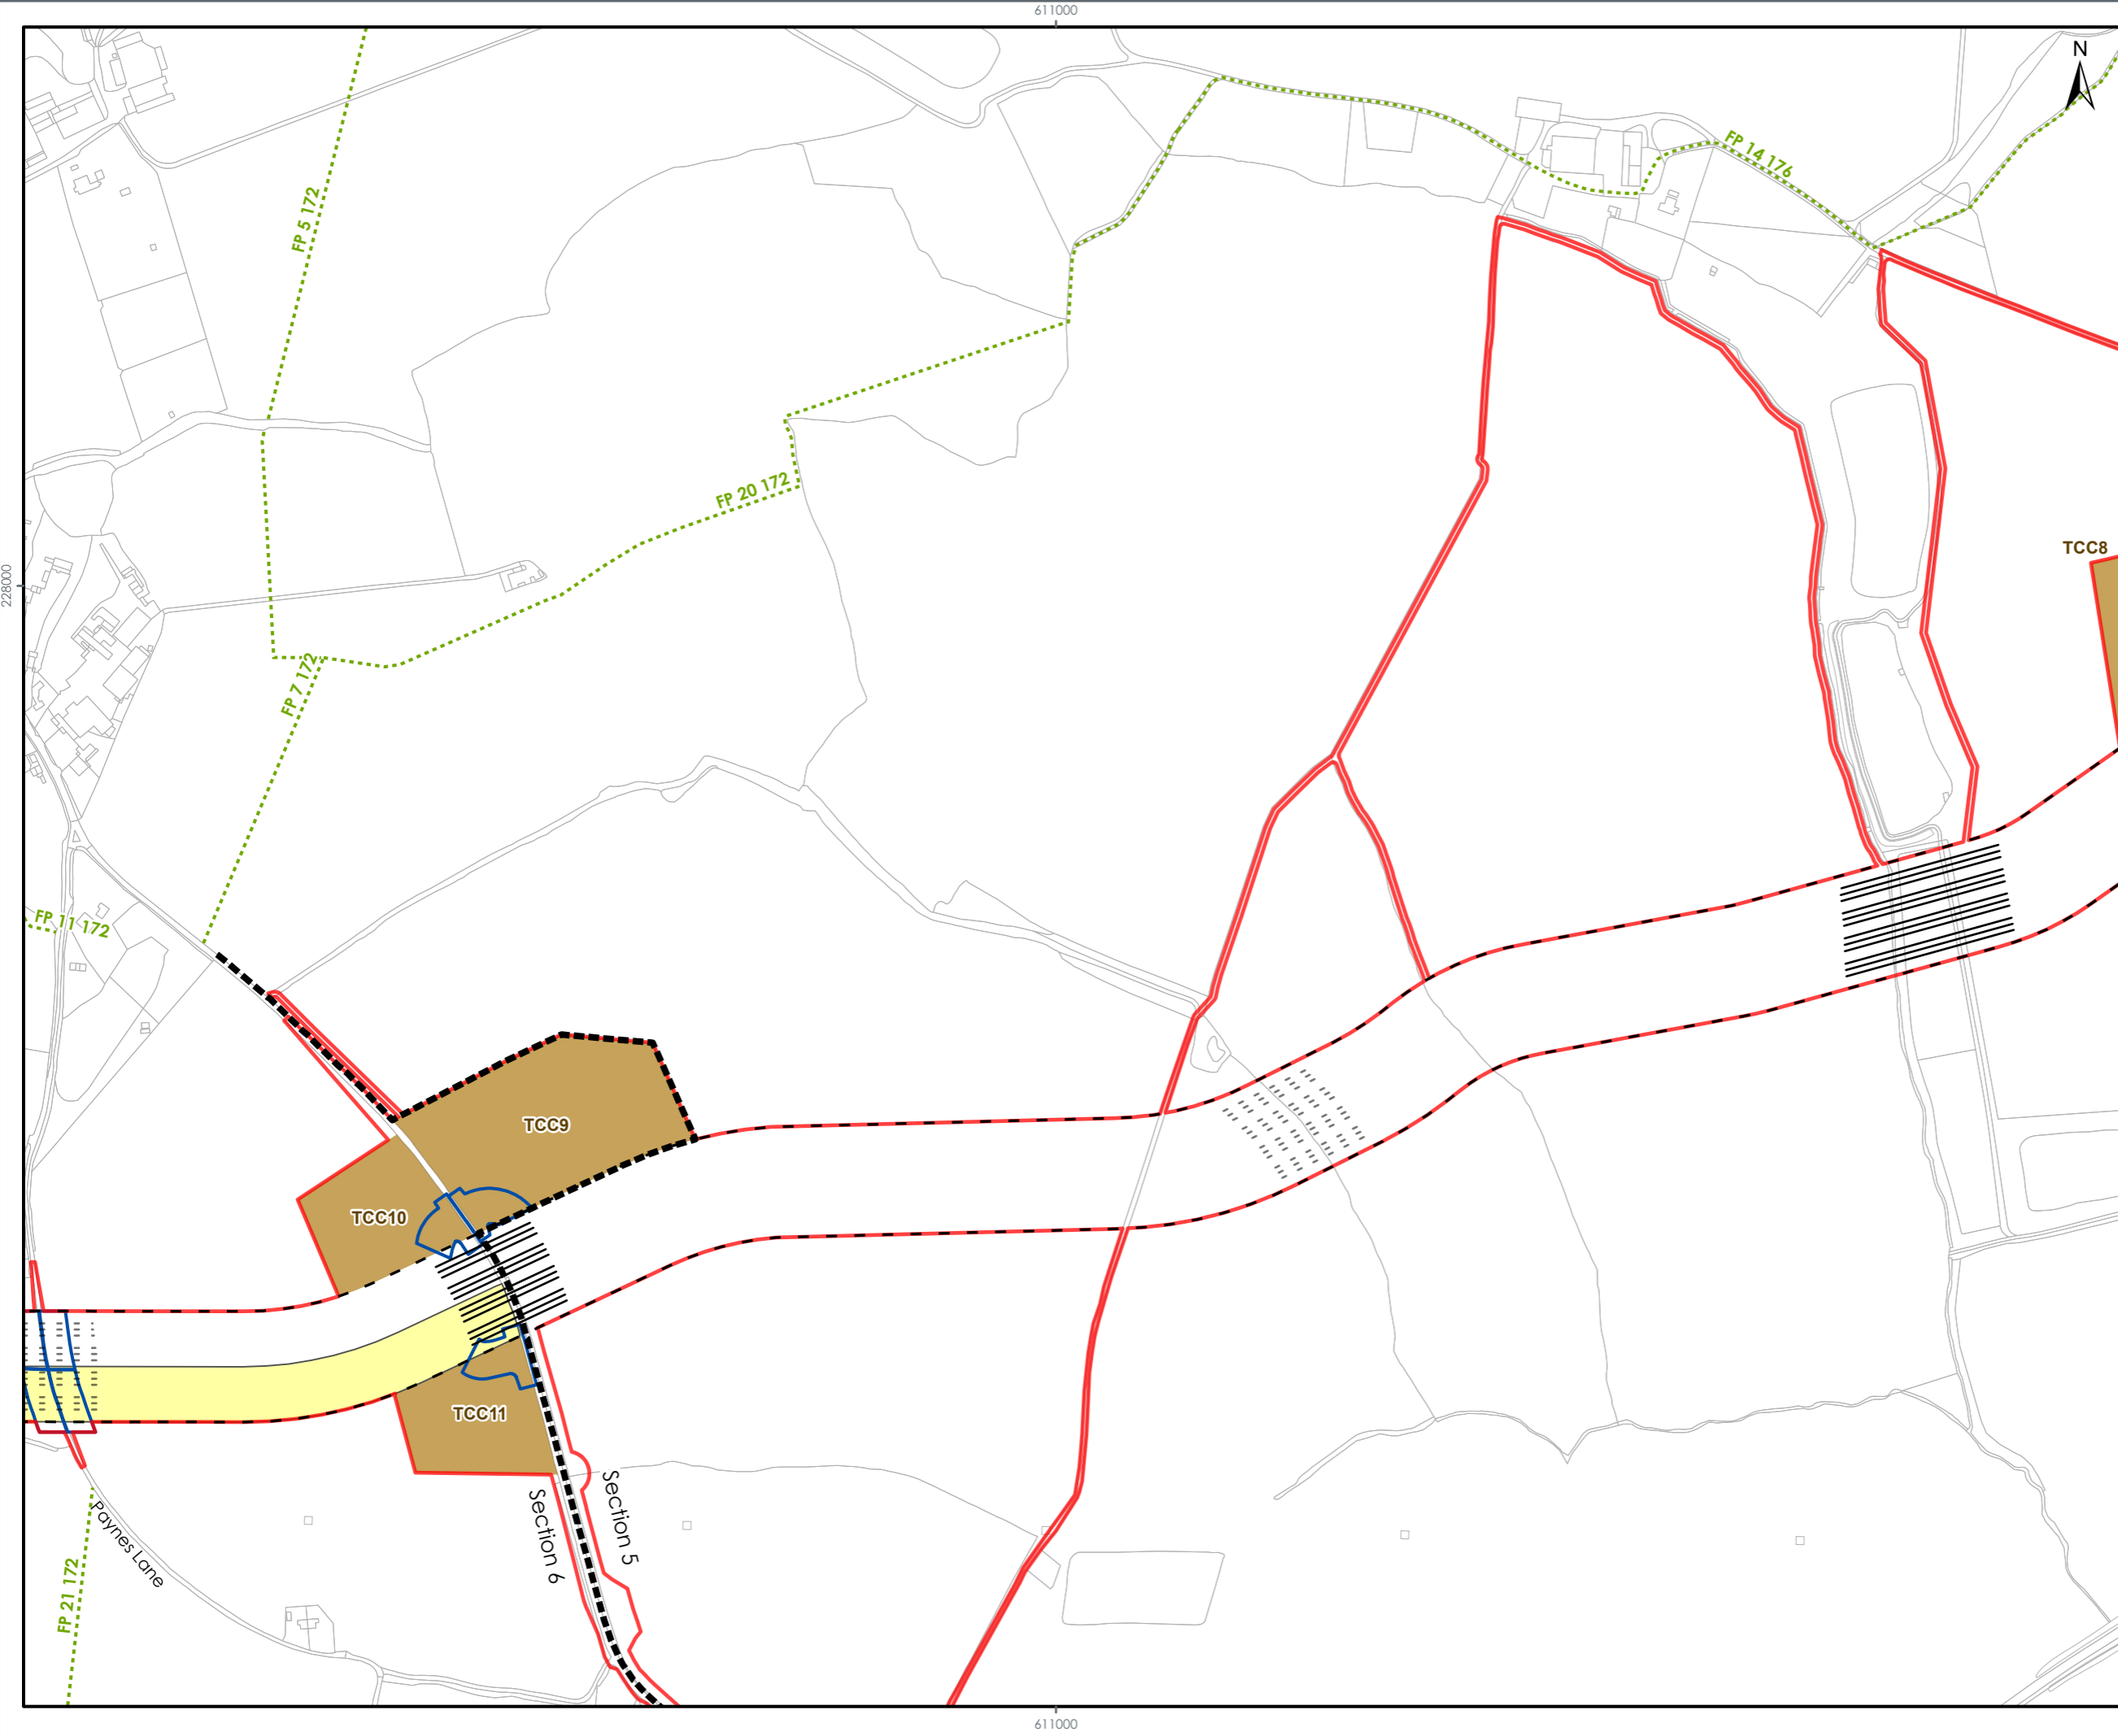 611000
N
FP 14 176
FP 5 172
FP 20 172
TCC8
228000
FP 7 172
FP 11 172
TCC9
TCC10
TCC11
Section 5
Section 6
Paynes Lane
FP 21 172
611000